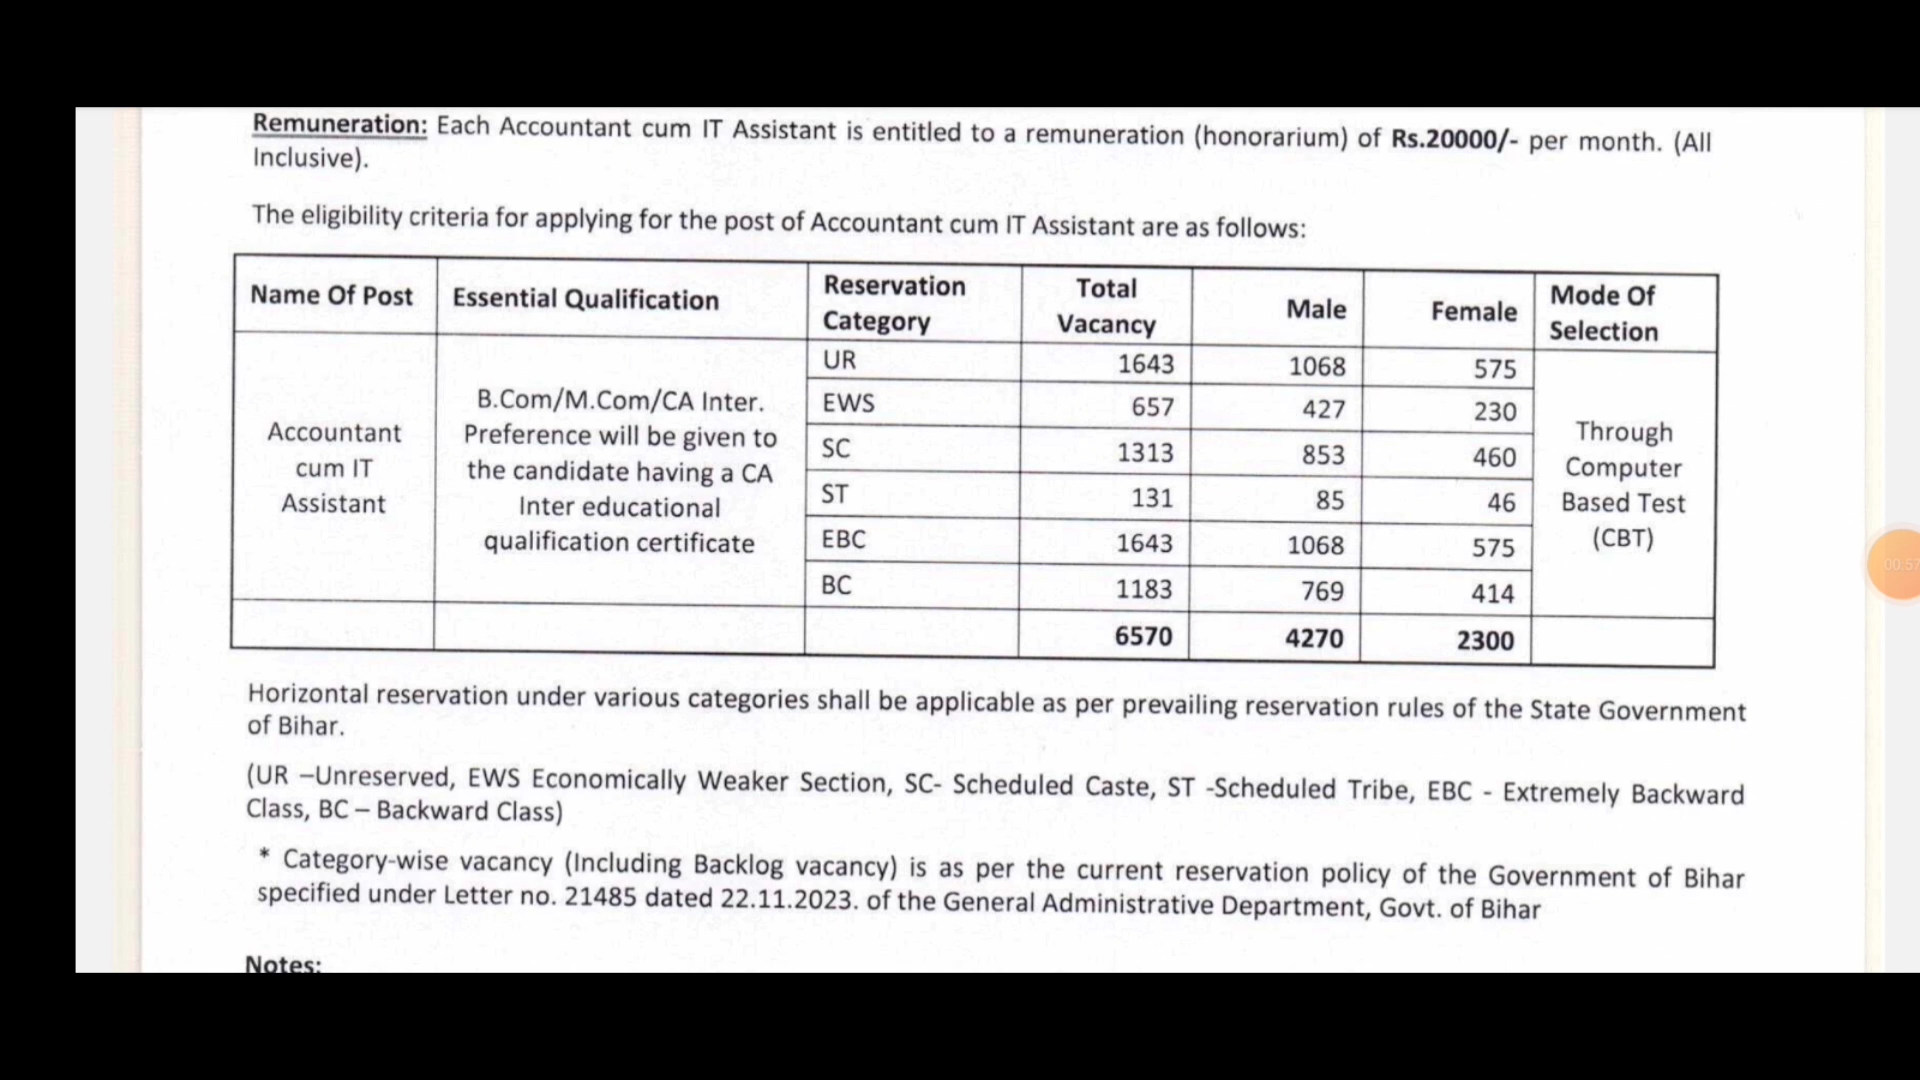 Remuneration: Each Accountant cum IT Assistant is entitled to a remuneration (honorarium) of Rs.20000/- per month. (All
Inclusive).
The eligibility criteria for applying for the post of Accountant cum IT Assistant are as follows:
Name Of Post Essential Qualification Reservation Category Total Vacancy Male Female Mode Of Selection
Accountant cum IT Assistant
B.Com/M.Com/CA Inter.
Preference will be given to
the candidate having a CA
Inter educational
qualification certificate
UR 1643 1068 575
EWS 657 427 230
SC 1313 853 460
ST 131 85 46
EBC 1643 1068 575
BC 1183 769 414
Through
Computer
Based Test
(CBT)
6570 4270 2300
Horizontal reservation under various categories shall be applicable as per prevailing reservation rules of the State Government
of Bihar.
(UR –Unreserved, EWS Economically Weaker Section, SC- Scheduled Caste, ST -Scheduled Tribe, EBC - Extremely Backward
Class, BC – Backward Class)
* Category-wise vacancy (Including Backlog vacancy) is as per the current reservation policy of the Government of Bihar
specified under Letter no. 21485 dated 22.11.2023. of the General Administrative Department, Govt. of Bihar
Notes:
00:57